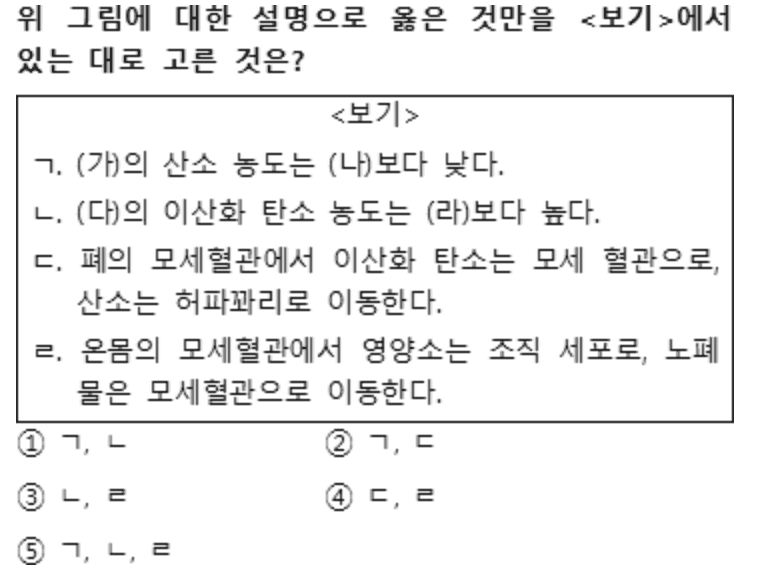 위 그림에 대한 설명으로 옳은 것만을 <보기>에서
있는 대로 고른 것은?
<보기>
ㄱ. (가)의 산소 농도는 (나)보다 낮다.
ㄴ. (다)의 이산화 탄소 농도는 (라)보다 높다.
ㄷ. 폐의 모세혈관에서 이산화 탄소는 모세 혈관으로,
산소는 허파꽈리로 이동한다.
ㄹ. 온몸의 모세혈관에서 영양소는 조직 세포로, 노폐
물은 모세혈관으로 이동한다.
① ㄱ, ㄴ ② ㄱ, ㄷ
③ ㄴ, ㄹ ④ ㄷ, ㄹ
⑤ ㄱ, ㄴ, ㄹ